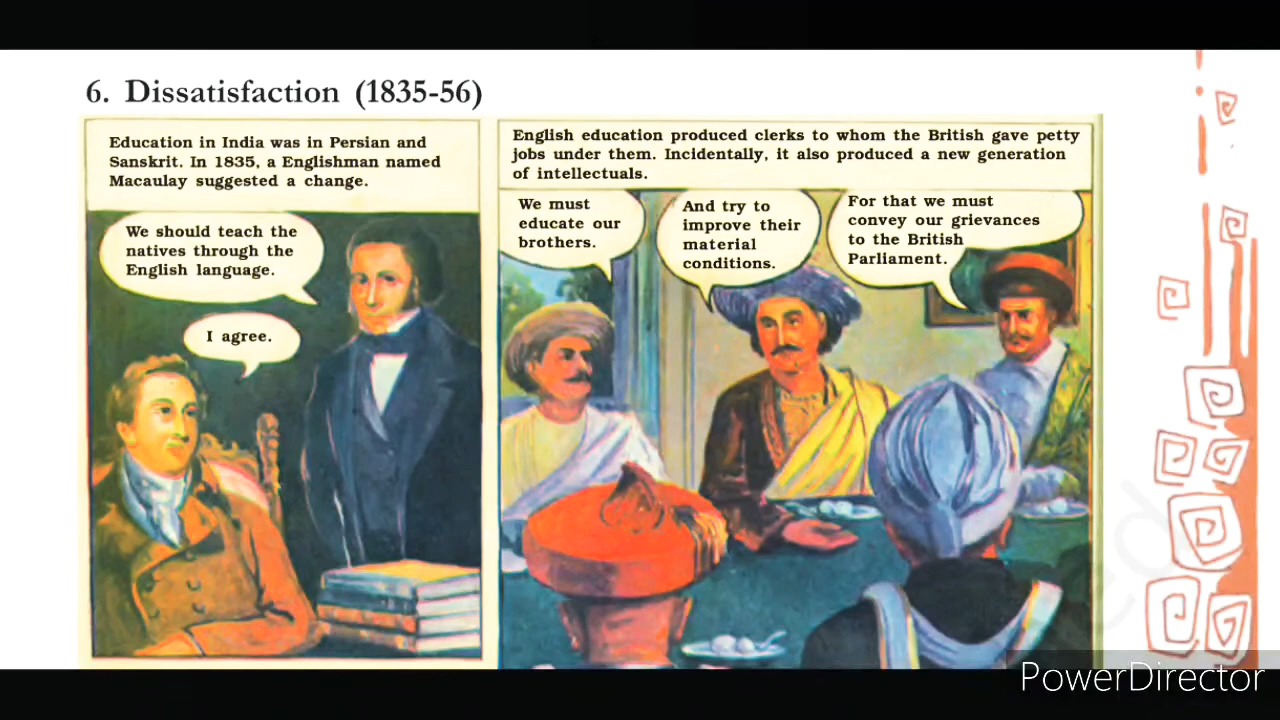 6. Dissatisfaction (1835-56)
Education in India was in Persian and
Sanskrit. In 1835, a Englishman named
Macaulay suggested a change.
We should teach the
natives through the
English language.
I agree.
English education produced clerks to whom the British gave petty
jobs under them. Incidentally, it also produced a new generation
of intellectuals.
We must
educate our
brothers.
And try to
improve their
material
conditions.
For that we must
convey our grievances
to the British
Parliament.
PowerDirector